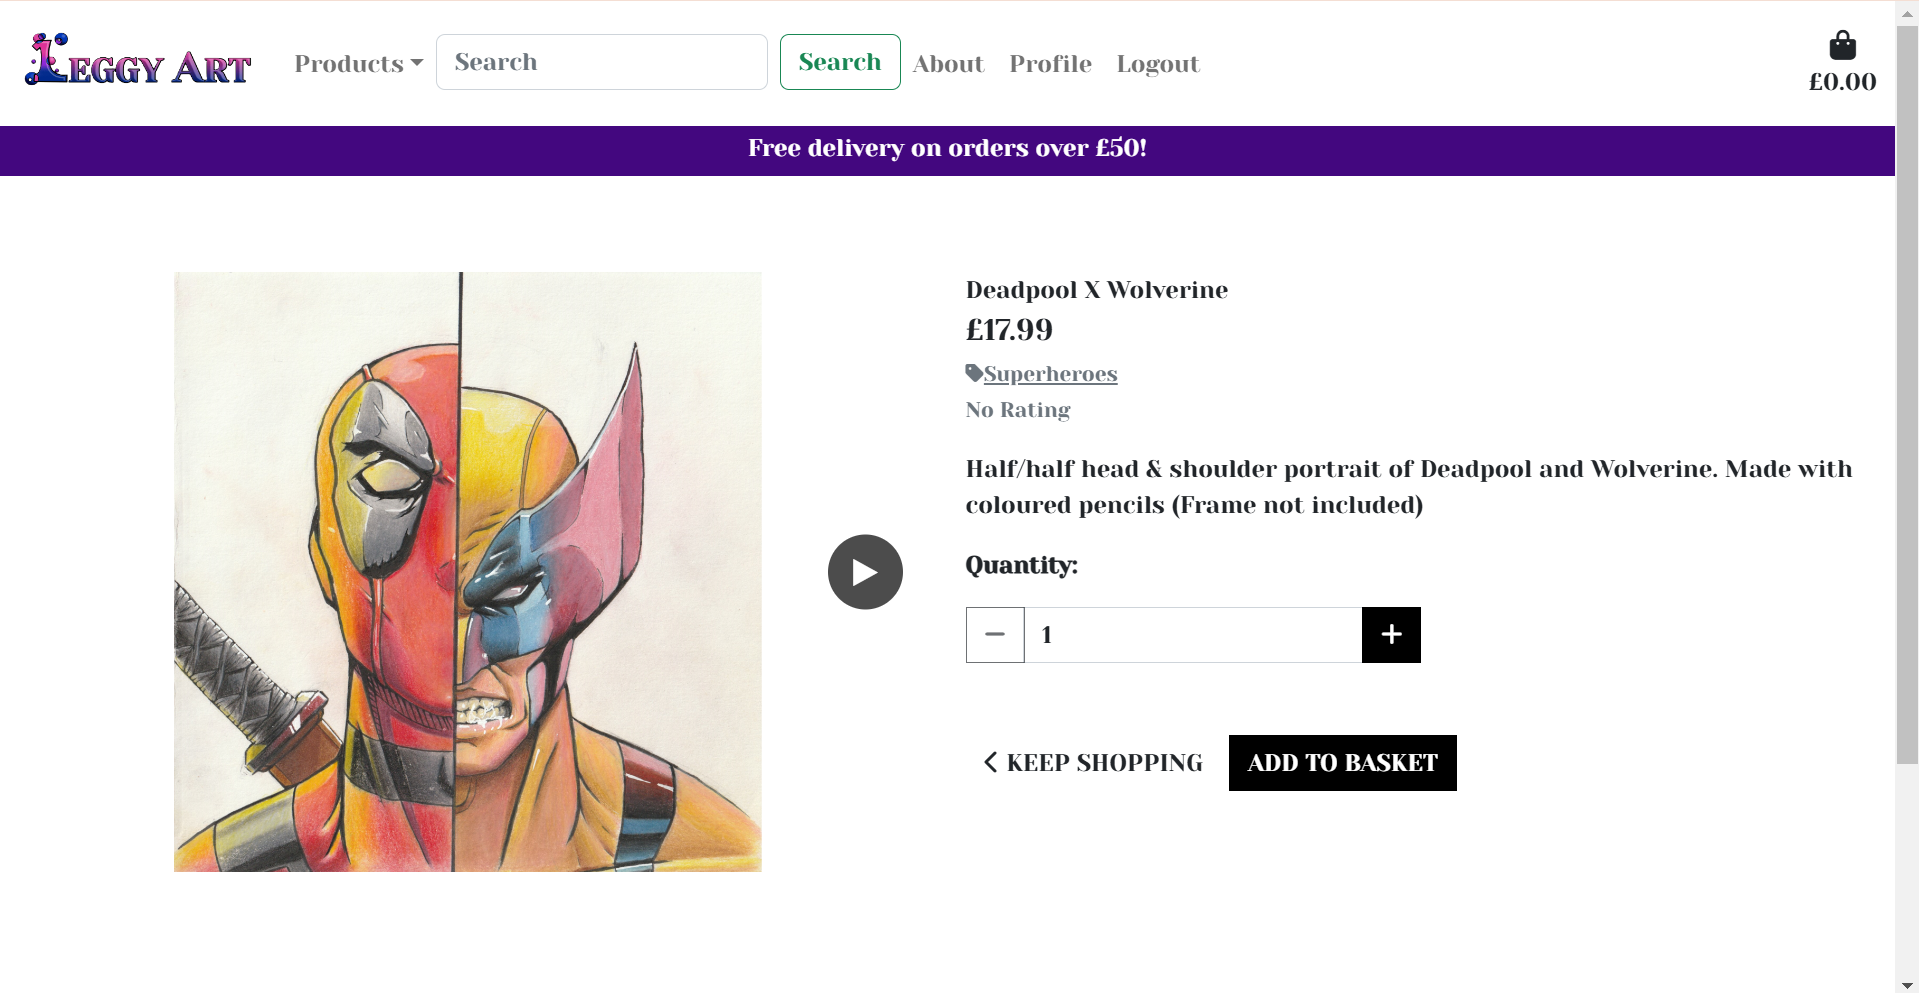 Leggy Art
Products
Search
Search
About
Profile
Logout
£0.00
Free delivery on orders over £50!
Deadpool X Wolverine
£17.99
Superheroes
No Rating
Half/half head & shoulder portrait of Deadpool and Wolverine. Made with
coloured pencils (Frame not included)
Quantity:
1
KEEP SHOPPING
ADD TO BASKET